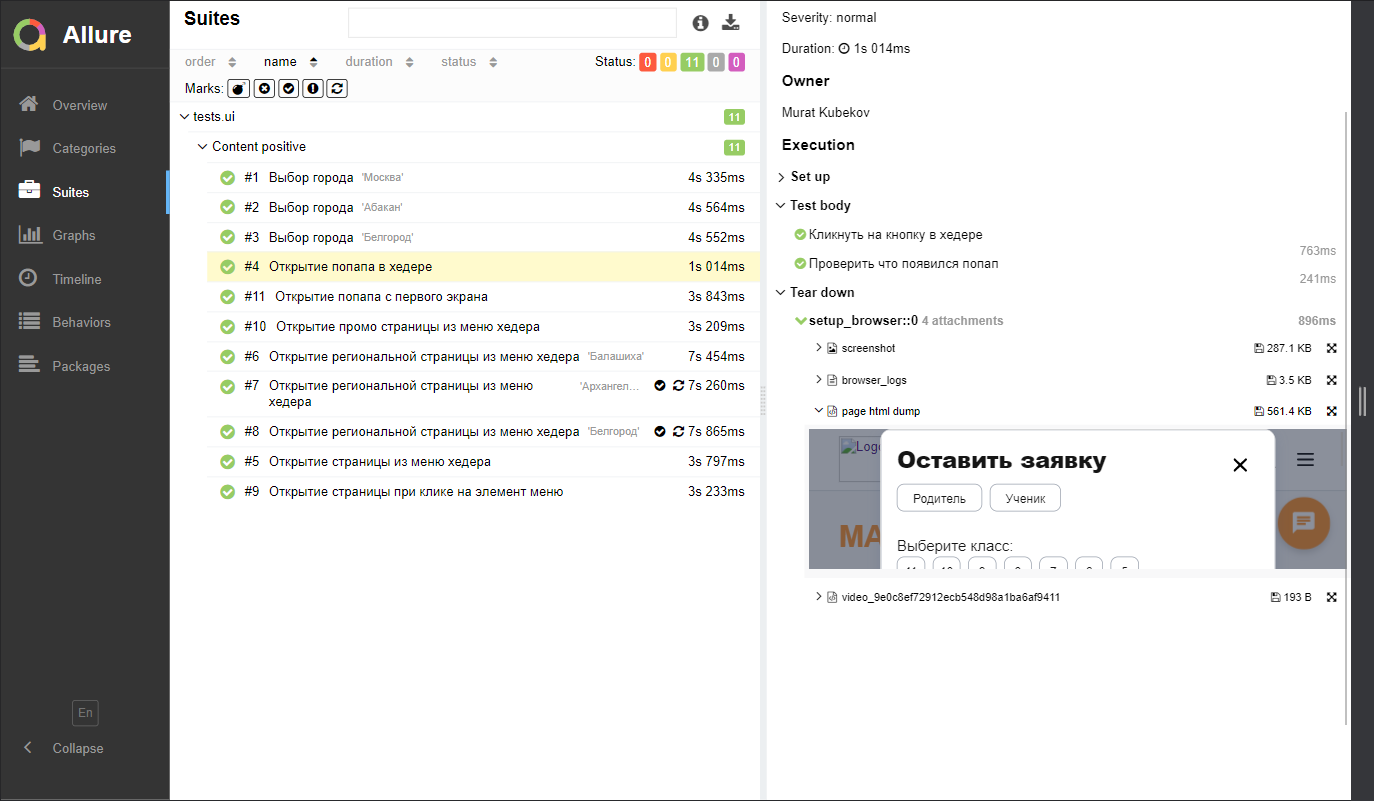 Allure
Overview
Categories
Suites
Graphs
Timeline
Behaviors
Packages
En
Collapse
Suites
order name duration status Status: 0 0 11 0 0
Marks:
tests.ui 11
Content positive 11
#1 Выбор города 'Москва' 4s 335ms
#2 Выбор города 'Абакан' 4s 564ms
#3 Выбор города 'Белгород' 4s 552ms
#4 Открытие попапа в хедере 1s 014ms
#11 Открытие попапа с первого экрана 3s 843ms
#10 Открытие промо страницы из меню хедера 3s 209ms
#6 Открытие региональной страницы из меню хедера 'Балашиха' 7s 454ms
#7 Открытие региональной страницы из меню 'Архангел... 7s 260ms
хедера
#8 Открытие региональной страницы из меню хедера 'Белгород' 7s 865ms
#5 Открытие страницы из меню хедера 3s 797ms
#9 Открытие страницы при клике на элемент меню 3s 233ms
Severity: normal
Duration: 1s 014ms
Owner
Murat Kubekov
Execution
Set up
Test body
Кликнуть на кнопку в хедере
763ms
Проверить что появился попап
241ms
Tear down
setup_browser::0 4 attachments 896ms
screenshot 287.1 KB
browser_logs 3.5 KB
page html dump 561.4 KB
Logo
Оставить заявку
Родитель Ученик
МА
Выберите класс:
video_9e0c8ef72912ecb548d98a1ba6af9411 193 B